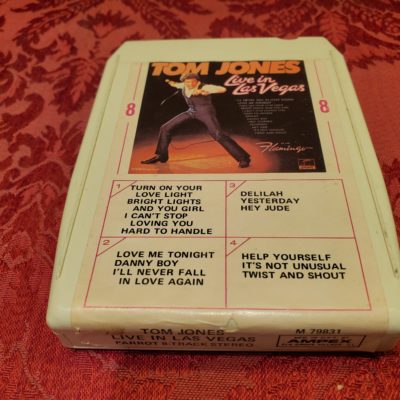 TOM JONES
Live in
Las Vegas
at the
Flamingo
8
8
1
TURN ON YOUR
LOVE LIGHT
BRIGHT LIGHTS
AND YOU GIRL
I CAN'T STOP
LOVING YOU
HARD TO HANDLE
2
LOVE ME TONIGHT
DANNY BOY
I'LL NEVER FALL
IN LOVE AGAIN
3
DELILAH
YESTERDAY
HEY JUDE
4
HELP YOURSELF
IT'S NOT UNUSUAL
TWIST AND SHOUT
TOM JONES
LIVE IN LAS VEGAS
PARROT 8-TRACK STEREO
M 79831
AMPEX